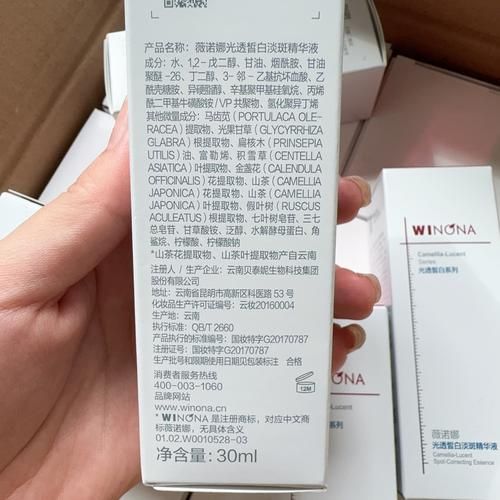 产品名称：薇诺娜光透皙白淡斑精华液
成分：水、1,2-戊二醇、甘油、烟酰胺、甘油
聚醚-26、丁二醇、3-邻-乙基抗坏血酸、乙
酰壳糖胺、异硬脂醇、辛基聚甲基硅氧烷、丙烯
酰二甲基牛磺酸铵/VP共聚物、氢化聚异丁烯
其他微量成分：马齿苋 (PORTULACA OLE-
RACEA) 提取物、光果甘草 (GLYCYRRHIZA
GLABRA) 根提取物、扁核木 (PRINSEPIA
UTILIS) 油、富勒烯、积雪草 (CENTELLA
ASIATICA) 叶提取物、金盏花 (CALENDULA
OFFICINALIS) 花提取物、山茶 (CAMELLIA
JAPONICA) 花提取物、山茶 (CAMELLIA
JAPONICA) 叶提取物、假叶树 (RUSCUS
ACULEATUS) 根提取物、七叶树皂苷、三七
总皂苷、甘草酸铵、泛醇、水解酵母蛋白、角
鲨烷、柠檬酸、柠檬酸钠
*山茶花提取物、山茶叶提取物产自云南
注册人/生产企业：云南贝泰妮生物科技集团
股份有限公司
地址：云南省昆明市高新区科医路53号
化妆品生产许可证编号：云妆20160004
生产地：云南
执行标准：QB/T 2660
产品执行的标准编号：国妆特字G20170787
注册证号：国妆特字G20170787
生产批号和限期使用日期见包装标注 合格
消费者服务热线
400-003-1060
品牌网站
www.winona.cn
* WINONA 是注册商标，对应中文商
标薇诺娜，无具体含义
01.02.W0010528-03
净含量：30ml
12M
WINONA
Camellia-Lucent
Series
光透皙白系列
薇诺娜
光透皙白淡斑精华液
Camellia-Lucent
Spot-Correcting Essence
NONA
-Lucent
系列